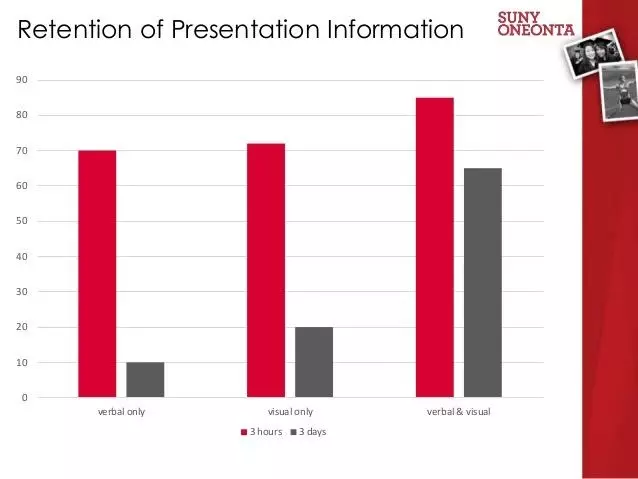 Retention of Presentation Information
SUNY
ONEONTA
90
80
70
60
50
40
30
20
10
0
verbal only visual only verbal & visual
3 hours 3 days